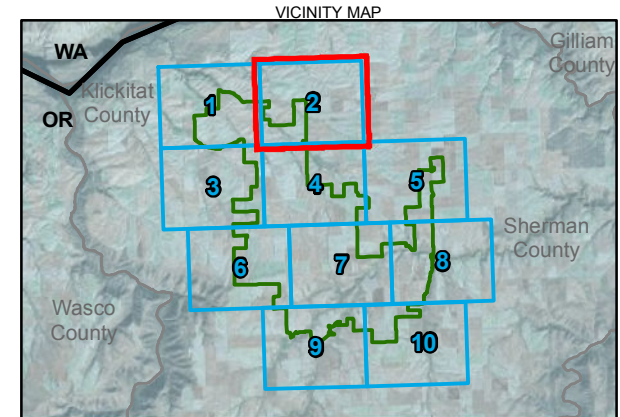 VICINITY MAP
WA
OR
Klickitat
County
Gilliam
County
1
2
3
4
5
Sherman
County
6
7
8
Wasco
County
9
10